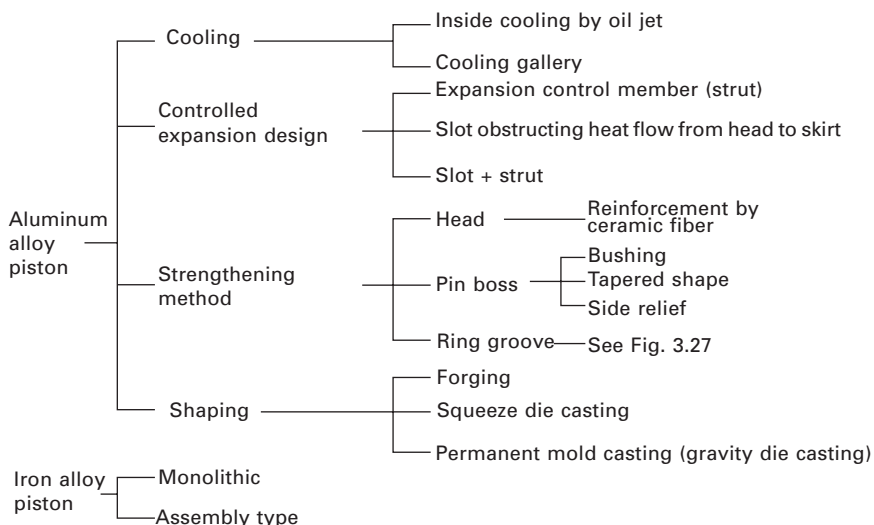 Aluminum
alloy
piston
Cooling
Inside cooling by oil jet
Cooling gallery
Controlled
expansion design
Expansion control member (strut)
Slot obstructing heat flow from head to skirt
Slot + strut
Strengthening
method
Head
Reinforcement by
ceramic fiber
Pin boss
Bushing
Tapered shape
Side relief
Ring groove
See Fig. 3.27
Shaping
Forging
Squeeze die casting
Permanent mold casting (gravity die casting)
Iron alloy
piston
Monolithic
Assembly type